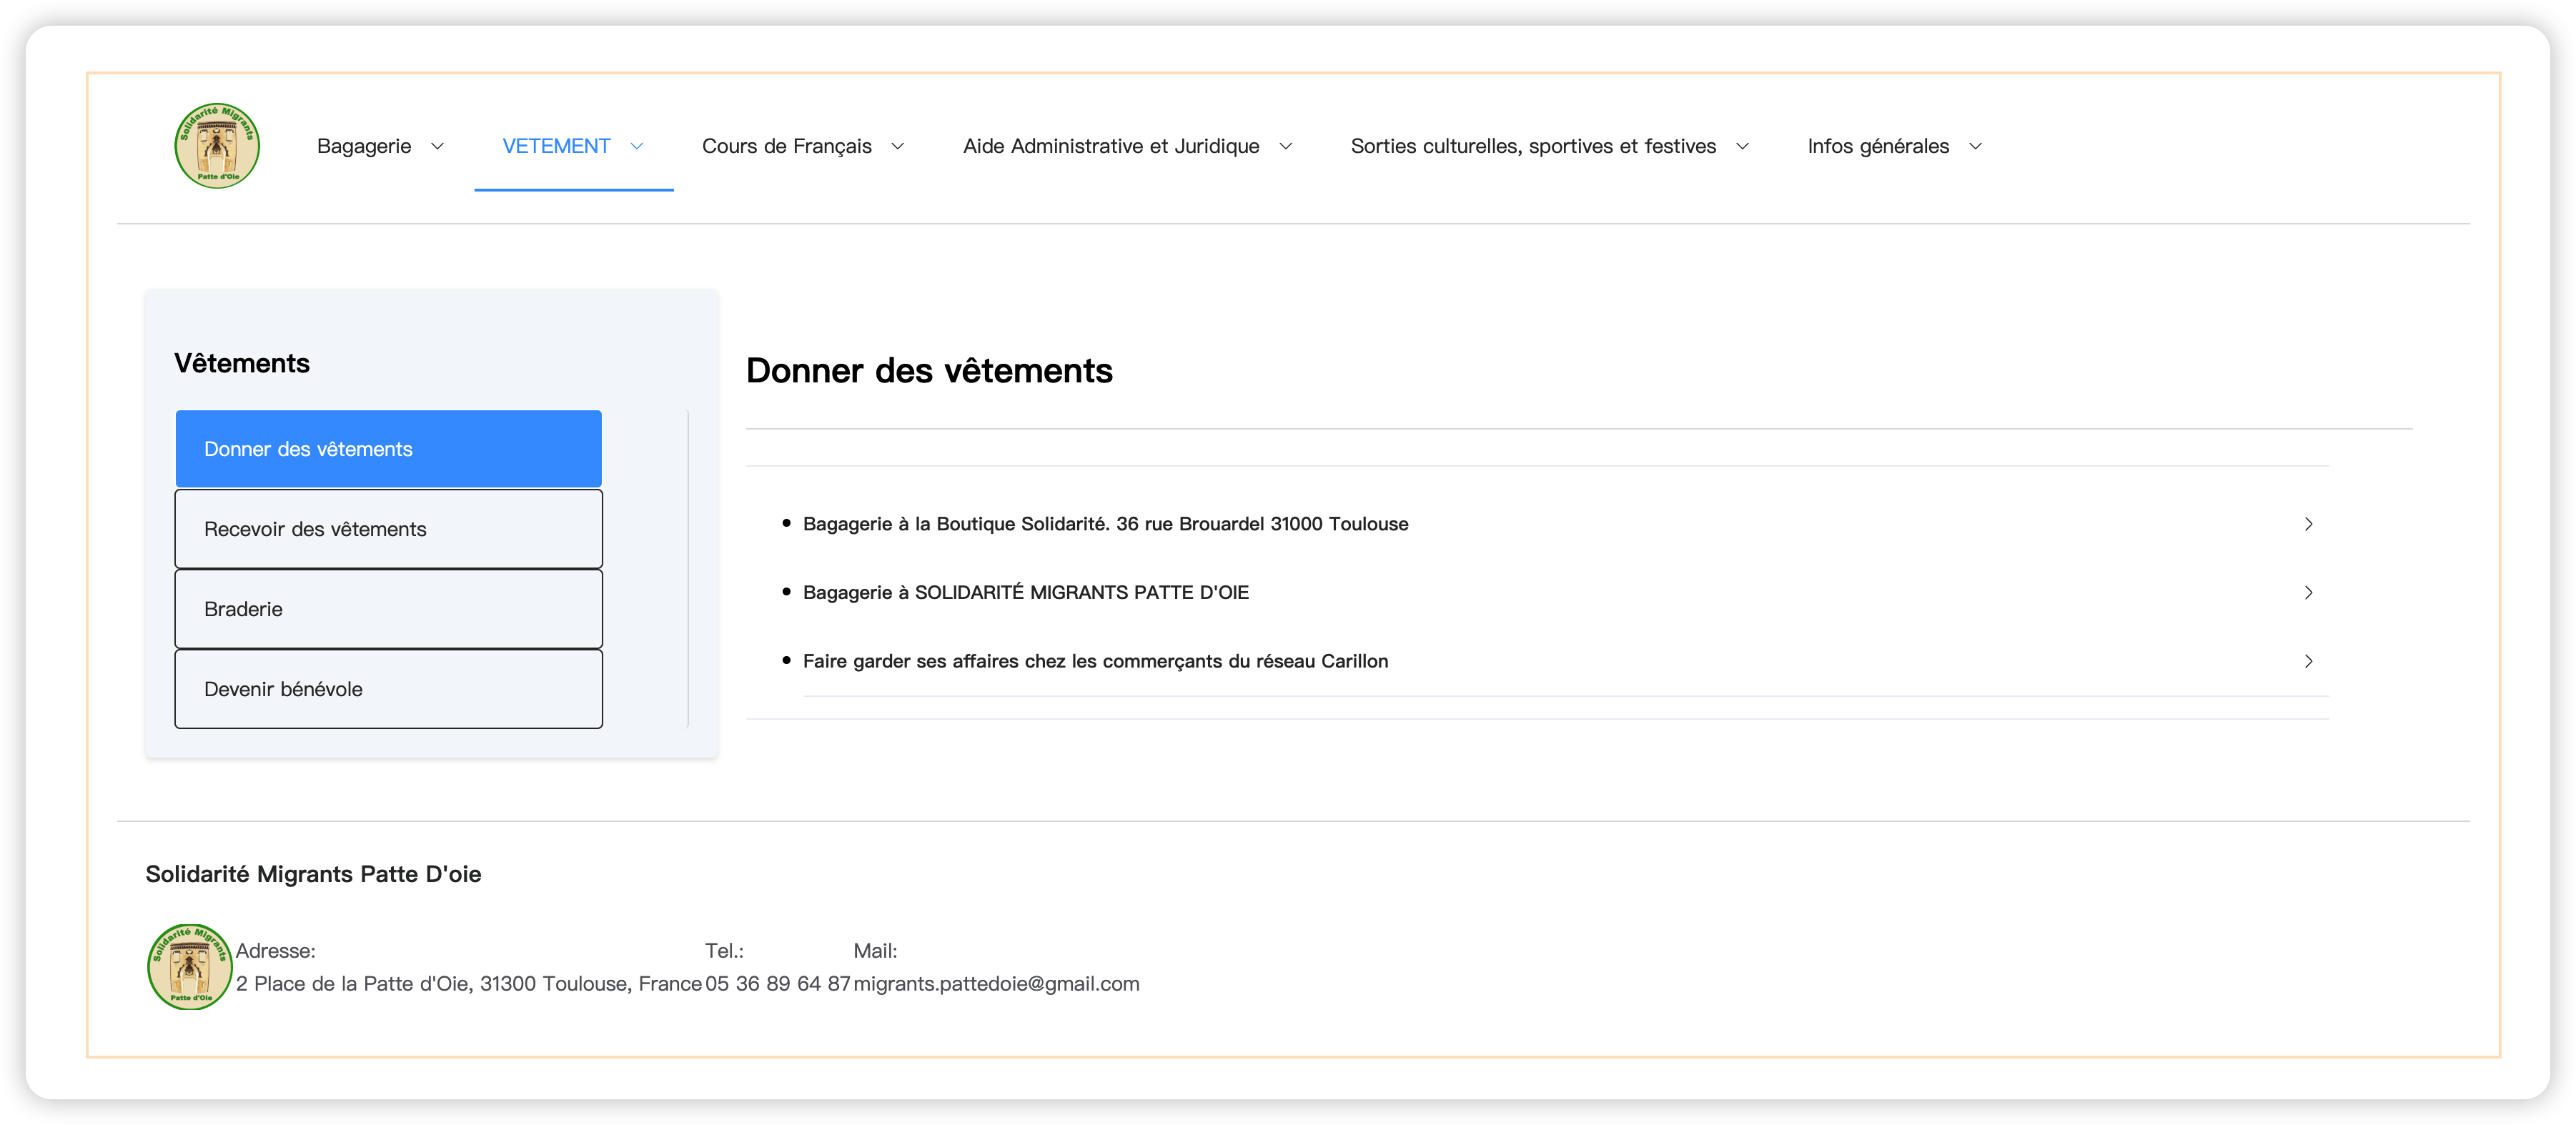 Solidarité Migrants
Patte d'Oie
Bagagerie
VETEMENT
Cours de Français
Aide Administrative et Juridique
Sorties culturelles, sportives et festives
Infos générales
Vêtements
Donner des vêtements
Recevoir des vêtements
Braderie
Devenir bénévole
Donner des vêtements
Bagagerie à la Boutique Solidarité. 36 rue Brouardel 31000 Toulouse
Bagagerie à SOLIDARITÉ MIGRANTS PATTE D'OIE
Faire garder ses affaires chez les commerçants du réseau Carillon
Solidarité Migrants Patte D'oie
Solidarité Migrants
Patte d'Oie
Adresse:
2 Place de la Patte d'Oie, 31300 Toulouse, France
Tel.:
05 36 89 64 87
Mail:
migrants.pattedoie@gmail.com